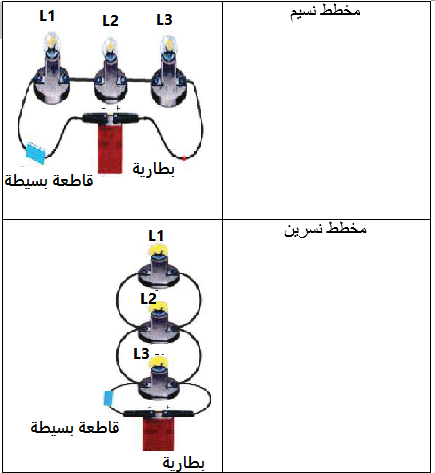 مخطط نسيم
L1 L2 L3
بطارية
قاطعة بسيطة
مخطط نسرين
L1
L2
L3
قاطعة بسيطة
بطارية